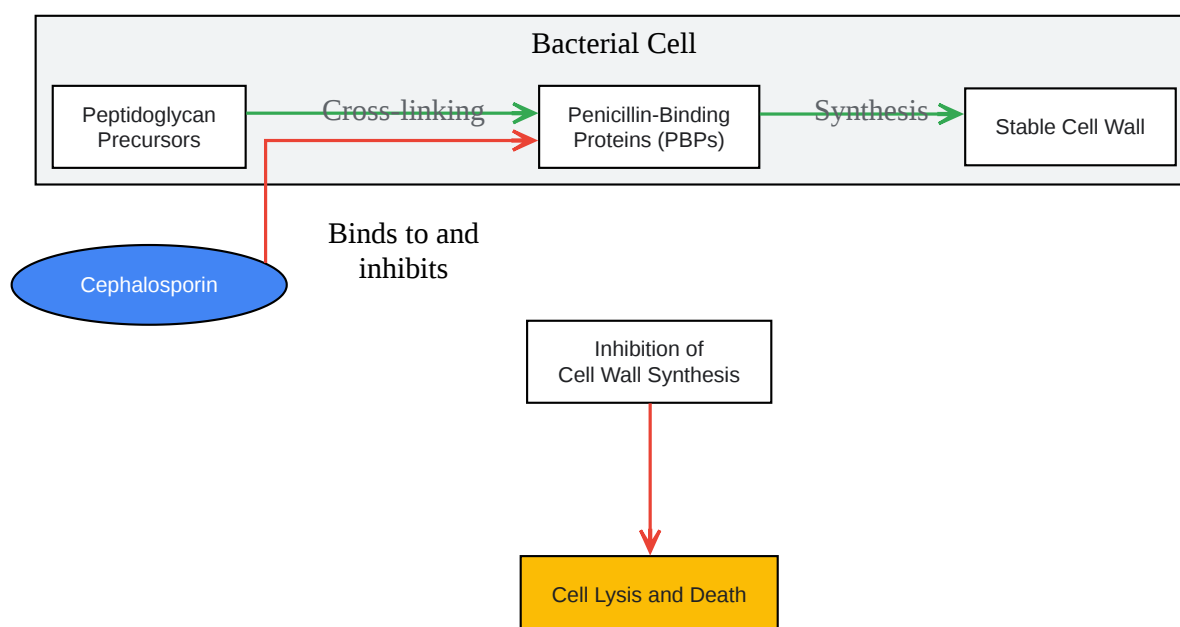 Bacterial Cell
Peptidoglycan
Precursors
Cross-linking
Penicillin-Binding
Proteins (PBPs)
Synthesis
Stable Cell Wall
Binds to and
inhibits
Cephalosporin
Inhibition of
Cell Wall Synthesis
Cell Lysis and Death